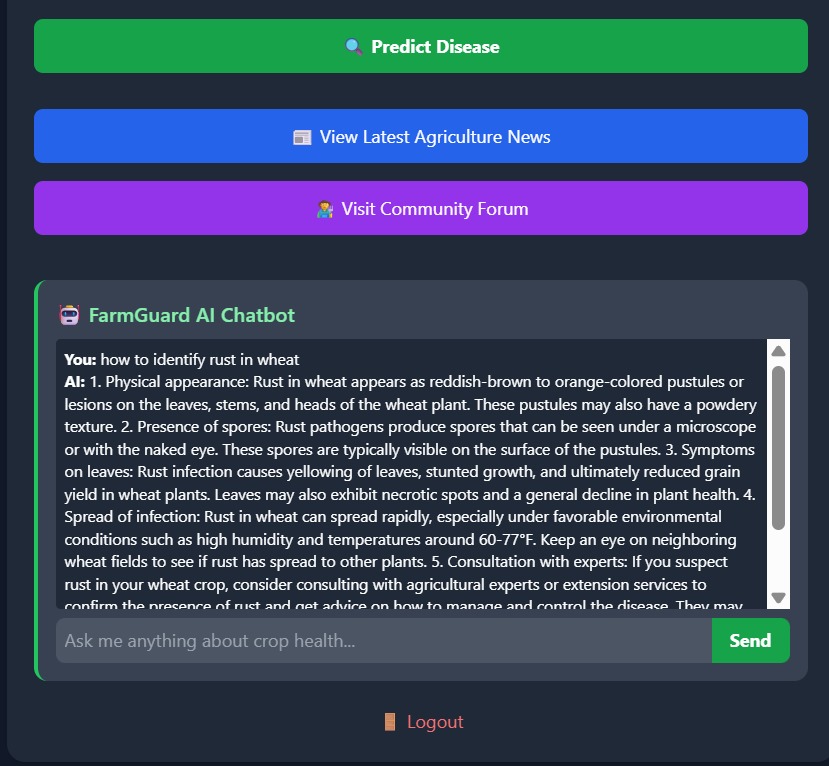 Predict Disease
View Latest Agriculture News
Visit Community Forum
FarmGuard AI Chatbot
You: how to identify rust in wheat
AI: 1. Physical appearance: Rust in wheat appears as reddish-brown to orange-colored pustules or
lesions on the leaves, stems, and heads of the wheat plant. These pustules may also have a powdery
texture. 2. Presence of spores: Rust pathogens produce spores that can be seen under a microscope
or with the naked eye. These spores are typically visible on the surface of the pustules. 3. Symptoms
on leaves: Rust infection causes yellowing of leaves, stunted growth, and ultimately reduced grain
yield in wheat plants. Leaves may also exhibit necrotic spots and a general decline in plant health. 4.
Spread of infection: Rust in wheat can spread rapidly, especially under favorable environmental
conditions such as high humidity and temperatures around 60-77°F. Keep an eye on neighboring
wheat fields to see if rust has spread to other plants. 5. Consultation with experts: If you suspect
rust in your wheat crop, consider consulting with agricultural experts or extension services to
confirm the presence of rust and get advice on how to manage and control the disease. They may
Ask me anything about crop health...
Send
Logout